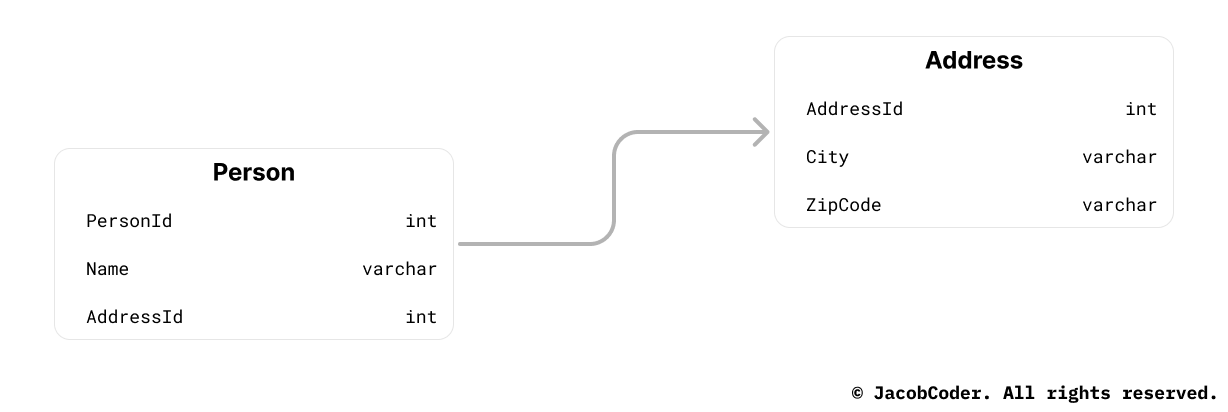 Address
AddressId int
City varchar
ZipCode varchar
Person
PersonId int
Name varchar
AddressId int
© JacobCoder. All rights reserved.